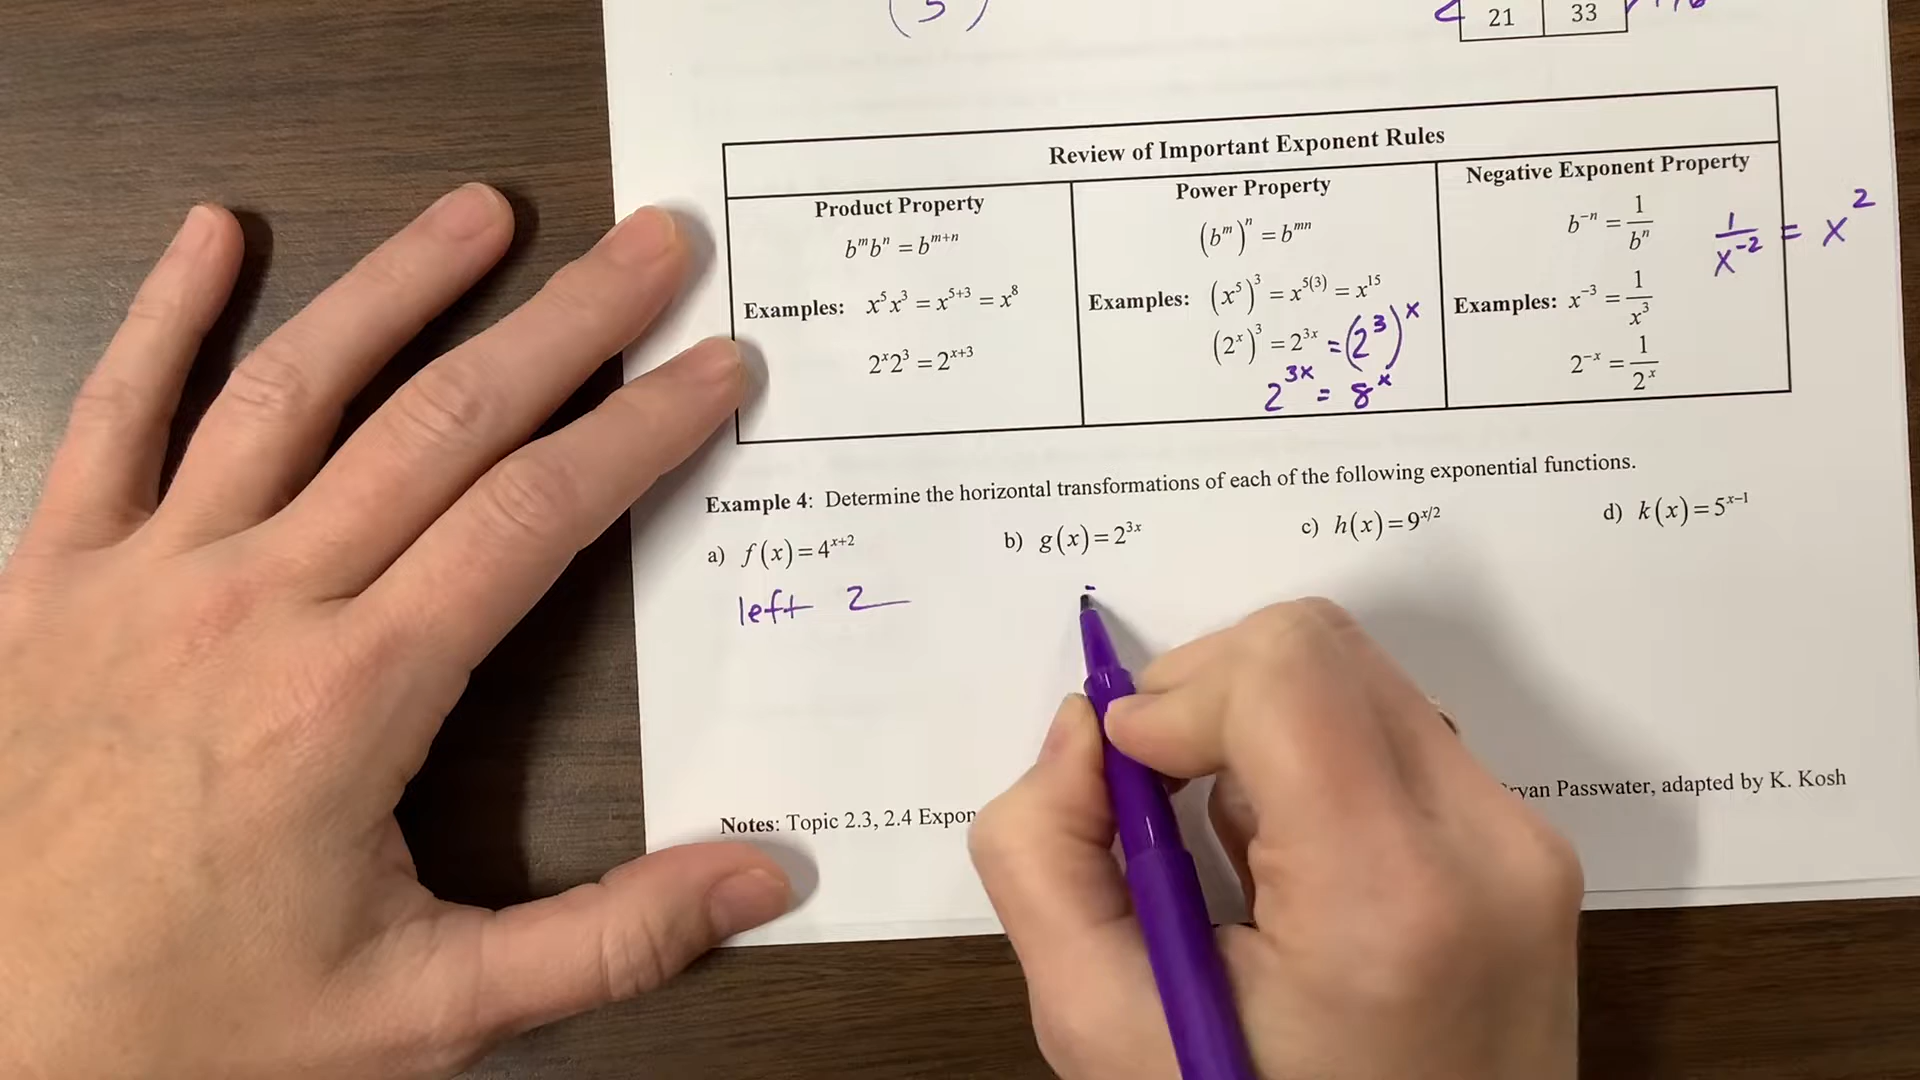 ( 5 )
21 33
Review of Important Exponent Rules
Product Property
b^m b^n = b^{m+n}
Examples: x^5 x^3 = x^{5+3} = x^8
2^x 2^3 = 2^{x+3}
Power Property
(b^m)^n = b^{mn}
Examples: (x^5)^3 = x^{5(3)} = x^{15}
(2^x)^3 = 2^{3x} = (2^3)^x
2^{3x} = 8^x
Negative Exponent Property
b^{-n} = 1/b^n
1/x^{-2} = x^2
Examples: x^{-3} = 1/x^3
2^{-x} = 1/2^x
Example 4: Determine the horizontal transformations of each of the following exponential functions.
a) f(x) = 4^{x+2} b) g(x) = 2^{3x} c) h(x) = 9^{x/2} d) k(x) = 5^{x-1}
left 2
Notes: Topic 2.3, 2.4 Expon
Passwater, adapted by K. Kosh